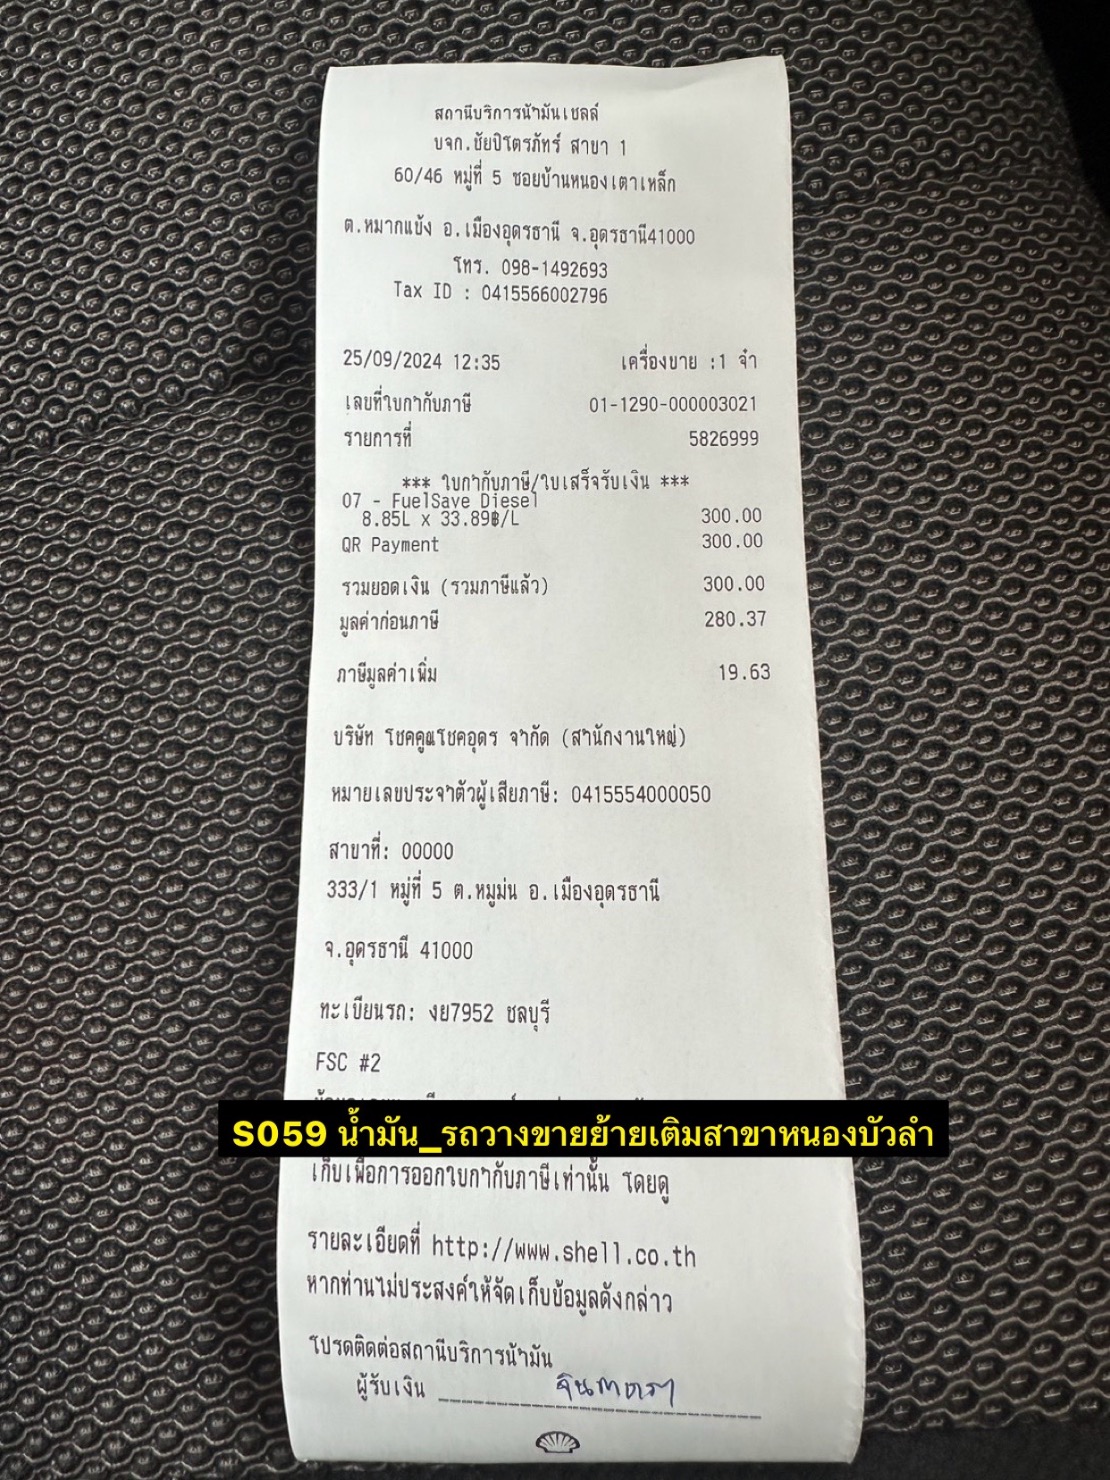 สถานีบริการน้ำมันเชลล์
บจก.ชัยปิโตรภัทร์ สาขา 1
60/46 หมู่ที่ 5 ซอยบ้านหนองเตาเหล็ก
ต.หมากแข้ง อ.เมืองอุดรธานี จ.อุดรธานี41000
โทร. 098-1492693
Tax ID : 0415566002796
25/09/2024 12:35 เครื่องขาย :1 จ๋า
เลขที่ใบกำกับภาษี 01-1290-000003021
รายการที่ 5826999
*** ใบกำกับภาษี/ใบเสร็จรับเงิน ***
07 - FuelSave Diesel
8.85L x 33.89฿/L 300.00
QR Payment 300.00
รวมยอดเงิน (รวมภาษีแล้ว) 300.00
มูลค่าก่อนภาษี 280.37
ภาษีมูลค่าเพิ่ม 19.63
บริษัท โชคคูณโชคอุดร จำกัด (สำนักงานใหญ่)
หมายเลขประจำตัวผู้เสียภาษี: 0415554000050
สาขาที่: 00000
333/1 หมู่ที่ 5 ต.หมูม่น อ.เมืองอุดรธานี
จ.อุดรธานี 41000
ทะเบียนรถ: งย7952 ชลบุรี
FSC #2
S059 น้ำมัน_รถวางขายย้ายเติมสาขาหนองบัวลำ
เก็บเพื่อการออกใบกำกับภาษีเท่านั้น โดยดู
รายละเอียดที่ http://www.shell.co.th
หากท่านไม่ประสงค์ให้จัดเก็บข้อมูลดังกล่าว
โปรดติดต่อสถานีบริการน้ำมัน
ผู้รับเงิน จินตหรา